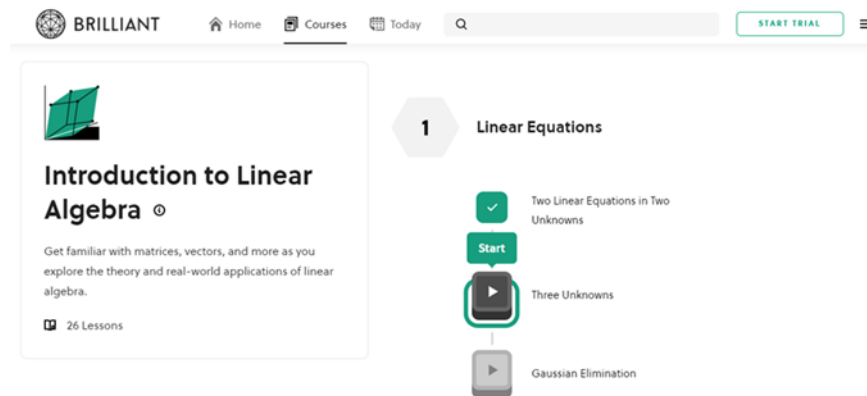 BRILLIANT
Home
Courses
Today
START TRIAL
Introduction to Linear
Algebra
Get familiar with matrices, vectors, and more as you
explore the theory and real-world applications of linear
algebra.
26 Lessons
1
Linear Equations
Two Linear Equations in Two
Unknowns
Start
Three Unknowns
Gaussian Elimination